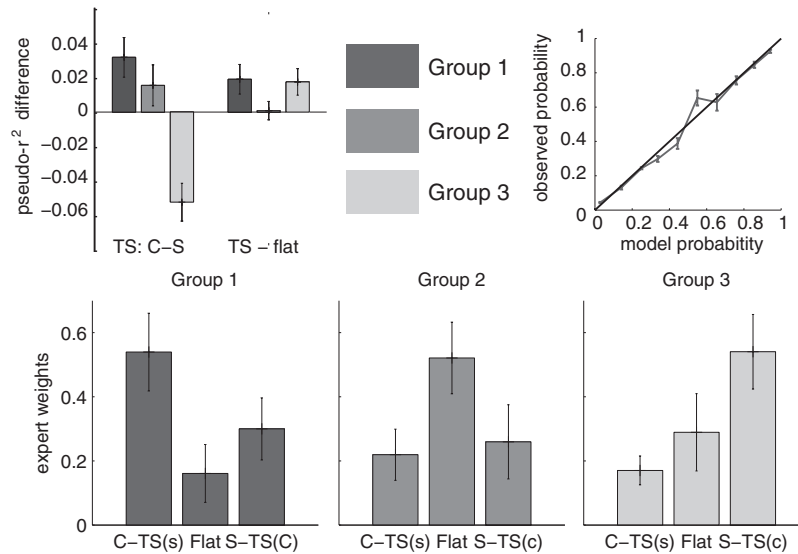 0.04
0.02
0
−0.02
−0.04
−0.06
pseudo-r² difference
TS: C−S
TS − flat
Group 1
Group 2
Group 3
1
0.8
0.6
0.4
0.2
0
observed probability
0 0.2 0.4 0.6 0.8 1
model probabitity
Group 1
Group 2
Group 3
0.6
0.4
0.2
0
expert weights
C−TS(s) Flat S−TS(C)
C−TS(s) Flat S−TS(c)
C−TS(s) Flat S−TS(c)